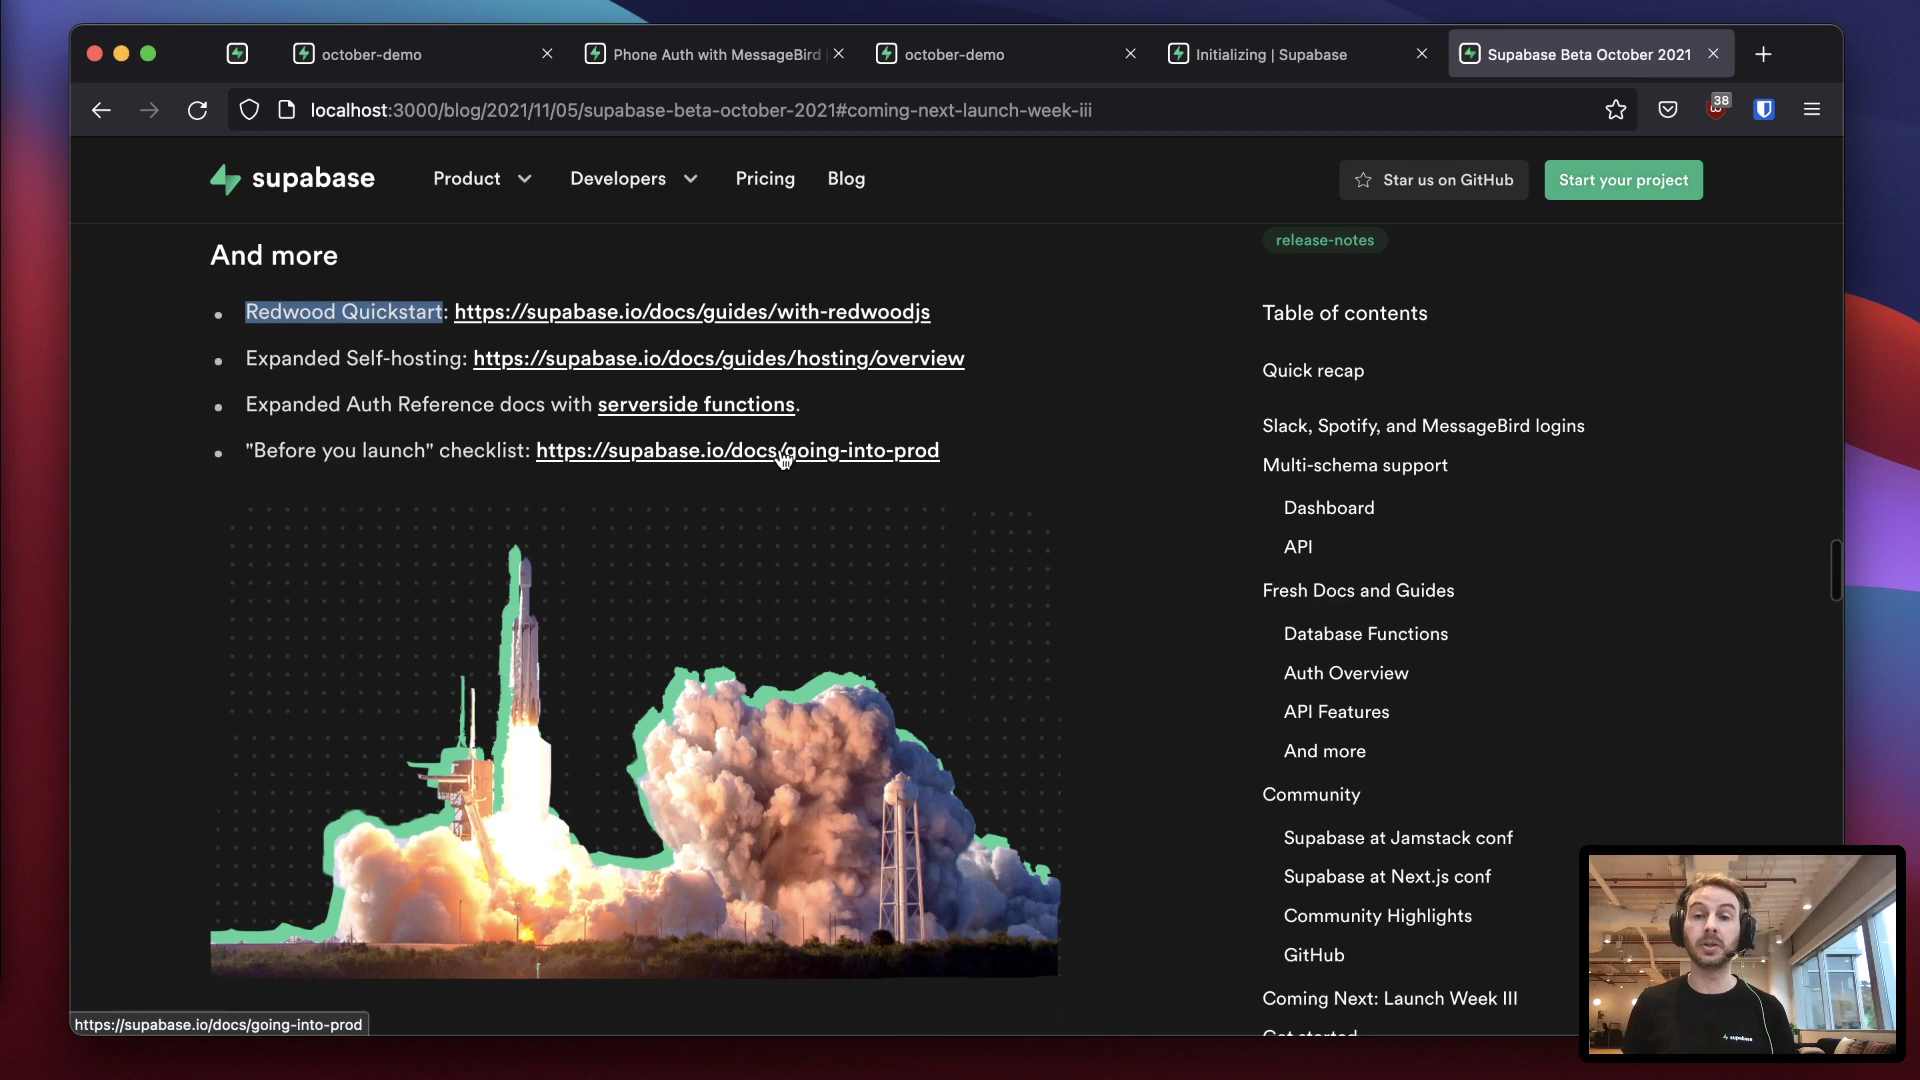 october-demo
Phone Auth with MessageBird
october-demo
Initializing | Supabase
Supabase Beta October 2021
localhost:3000/blog/2021/11/05/supabase-beta-october-2021#coming-next-launch-week-iii
38
supabase
Product
Developers
Pricing
Blog
Star us on GitHub
Start your project
And more
Redwood Quickstart: https://supabase.io/docs/guides/with-redwoodjs
Expanded Self-hosting: https://supabase.io/docs/guides/hosting/overview
Expanded Auth Reference docs with serverside functions.
"Before you launch" checklist: https://supabase.io/docs/going-into-prod
release-notes
Table of contents
Quick recap
Slack, Spotify, and MessageBird logins
Multi-schema support
Dashboard
API
Fresh Docs and Guides
Database Functions
Auth Overview
API Features
And more
Community
Supabase at Jamstack conf
Supabase at Next.js conf
Community Highlights
GitHub
Coming Next: Launch Week III
Get started
https://supabase.io/docs/going-into-prod
supabase